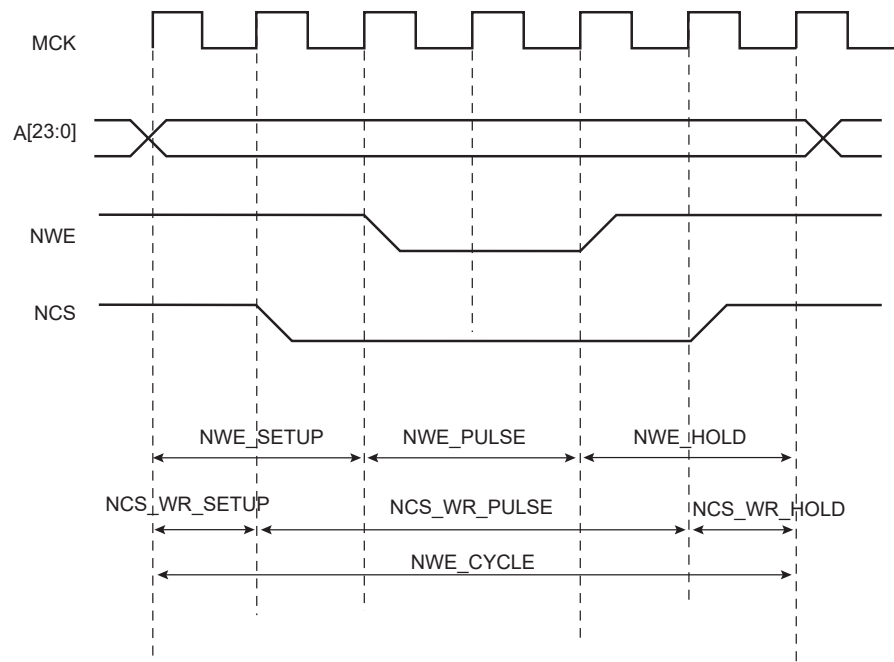 MCK
A[23:0]
NWE
NCS
NWE_SETUP NWE_PULSE NWE_HOLD
NCS_WR_SETUP NCS_WR_PULSE NCS_WR_HOLD
NWE_CYCLE